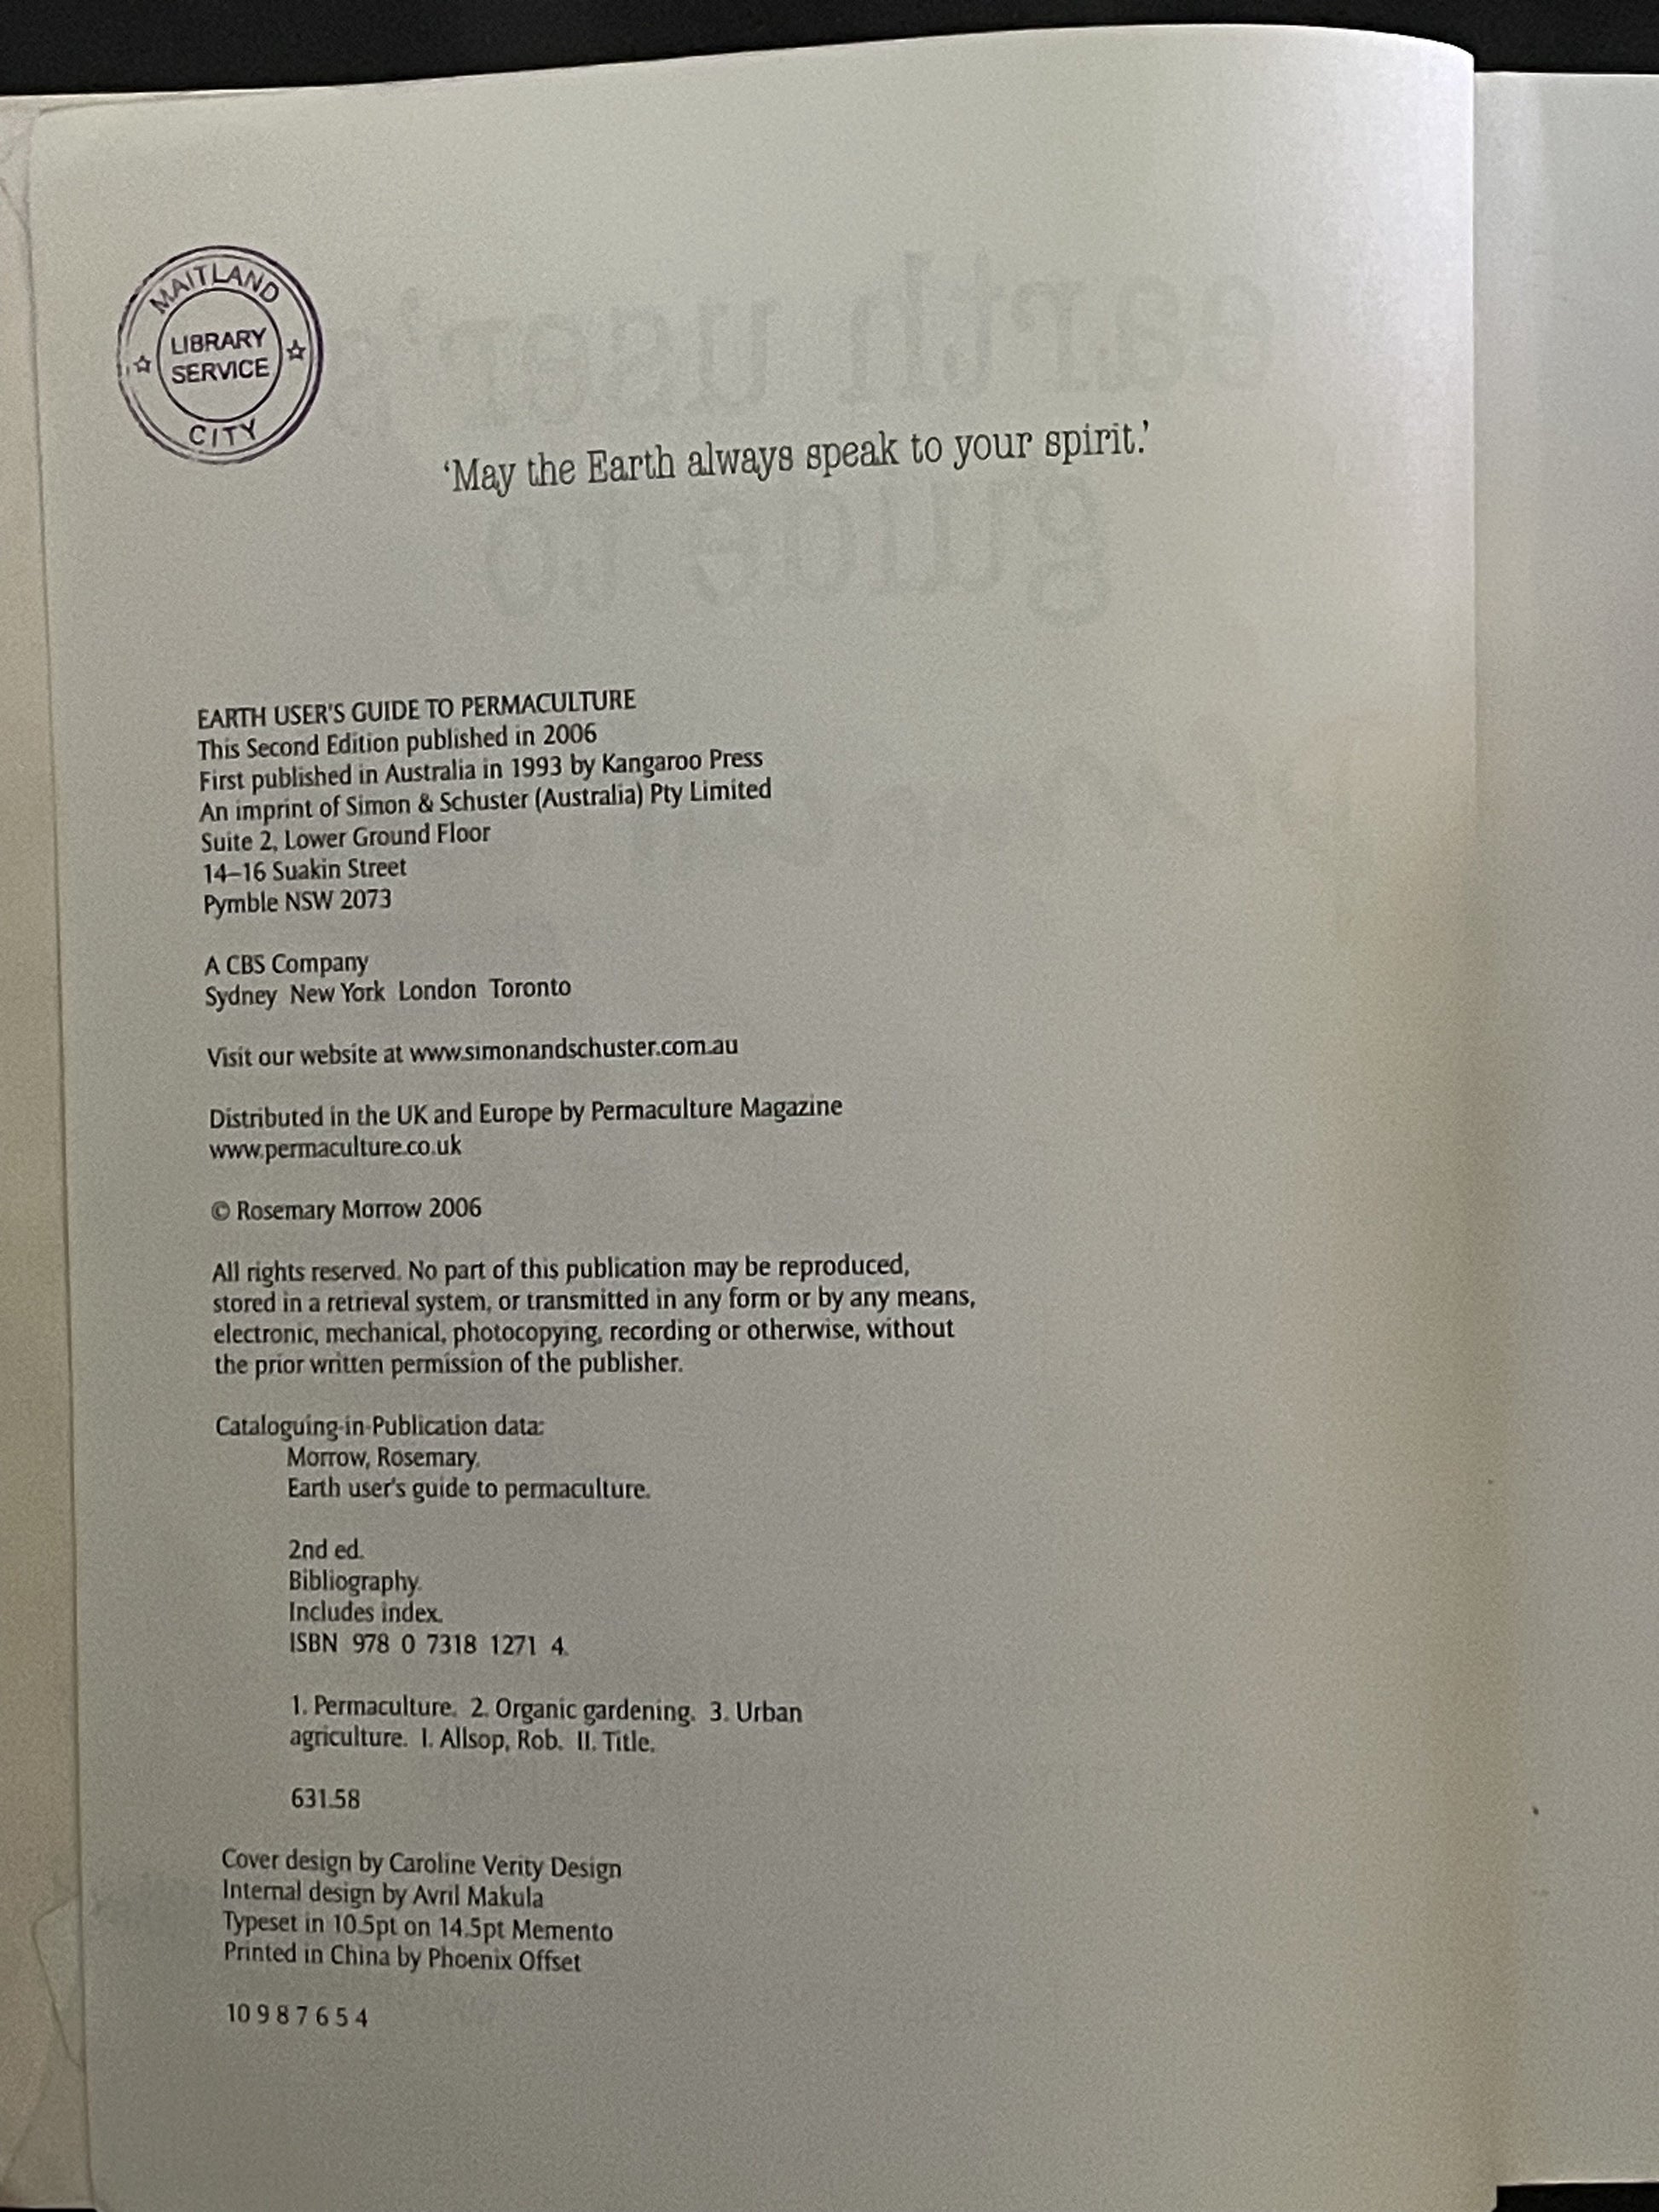 MAITLAND
LIBRARY
SERVICE
CITY
‘May the Earth always speak to your spirit.’
EARTH USER'S GUIDE TO PERMACULTURE
This Second Edition published in 2006
First published in Australia in 1993 by Kangaroo Press
An imprint of Simon & Schuster (Australia) Pty Limited
Suite 2, Lower Ground Floor
14–16 Suakin Street
Pymble NSW 2073
A CBS Company
Sydney New York London Toronto
Visit our website at www.simonandschuster.com.au
Distributed in the UK and Europe by Permaculture Magazine
www.permaculture.co.uk
© Rosemary Morrow 2006
All rights reserved. No part of this publication may be reproduced,
stored in a retrieval system, or transmitted in any form or by any means,
electronic, mechanical, photocopying, recording or otherwise, without
the prior written permission of the publisher.
Cataloguing-in-Publication data:
Morrow, Rosemary.
Earth user's guide to permaculture.
2nd ed.
Bibliography.
Includes index.
ISBN 978 0 7318 1271 4.
1. Permaculture. 2. Organic gardening. 3. Urban
agriculture. I. Allsop, Rob. II. Title.
631.58
Cover design by Caroline Verity Design
Internal design by Avril Makula
Typeset in 10.5pt on 14.5pt Memento
Printed in China by Phoenix Offset
10 9 8 7 6 5 4